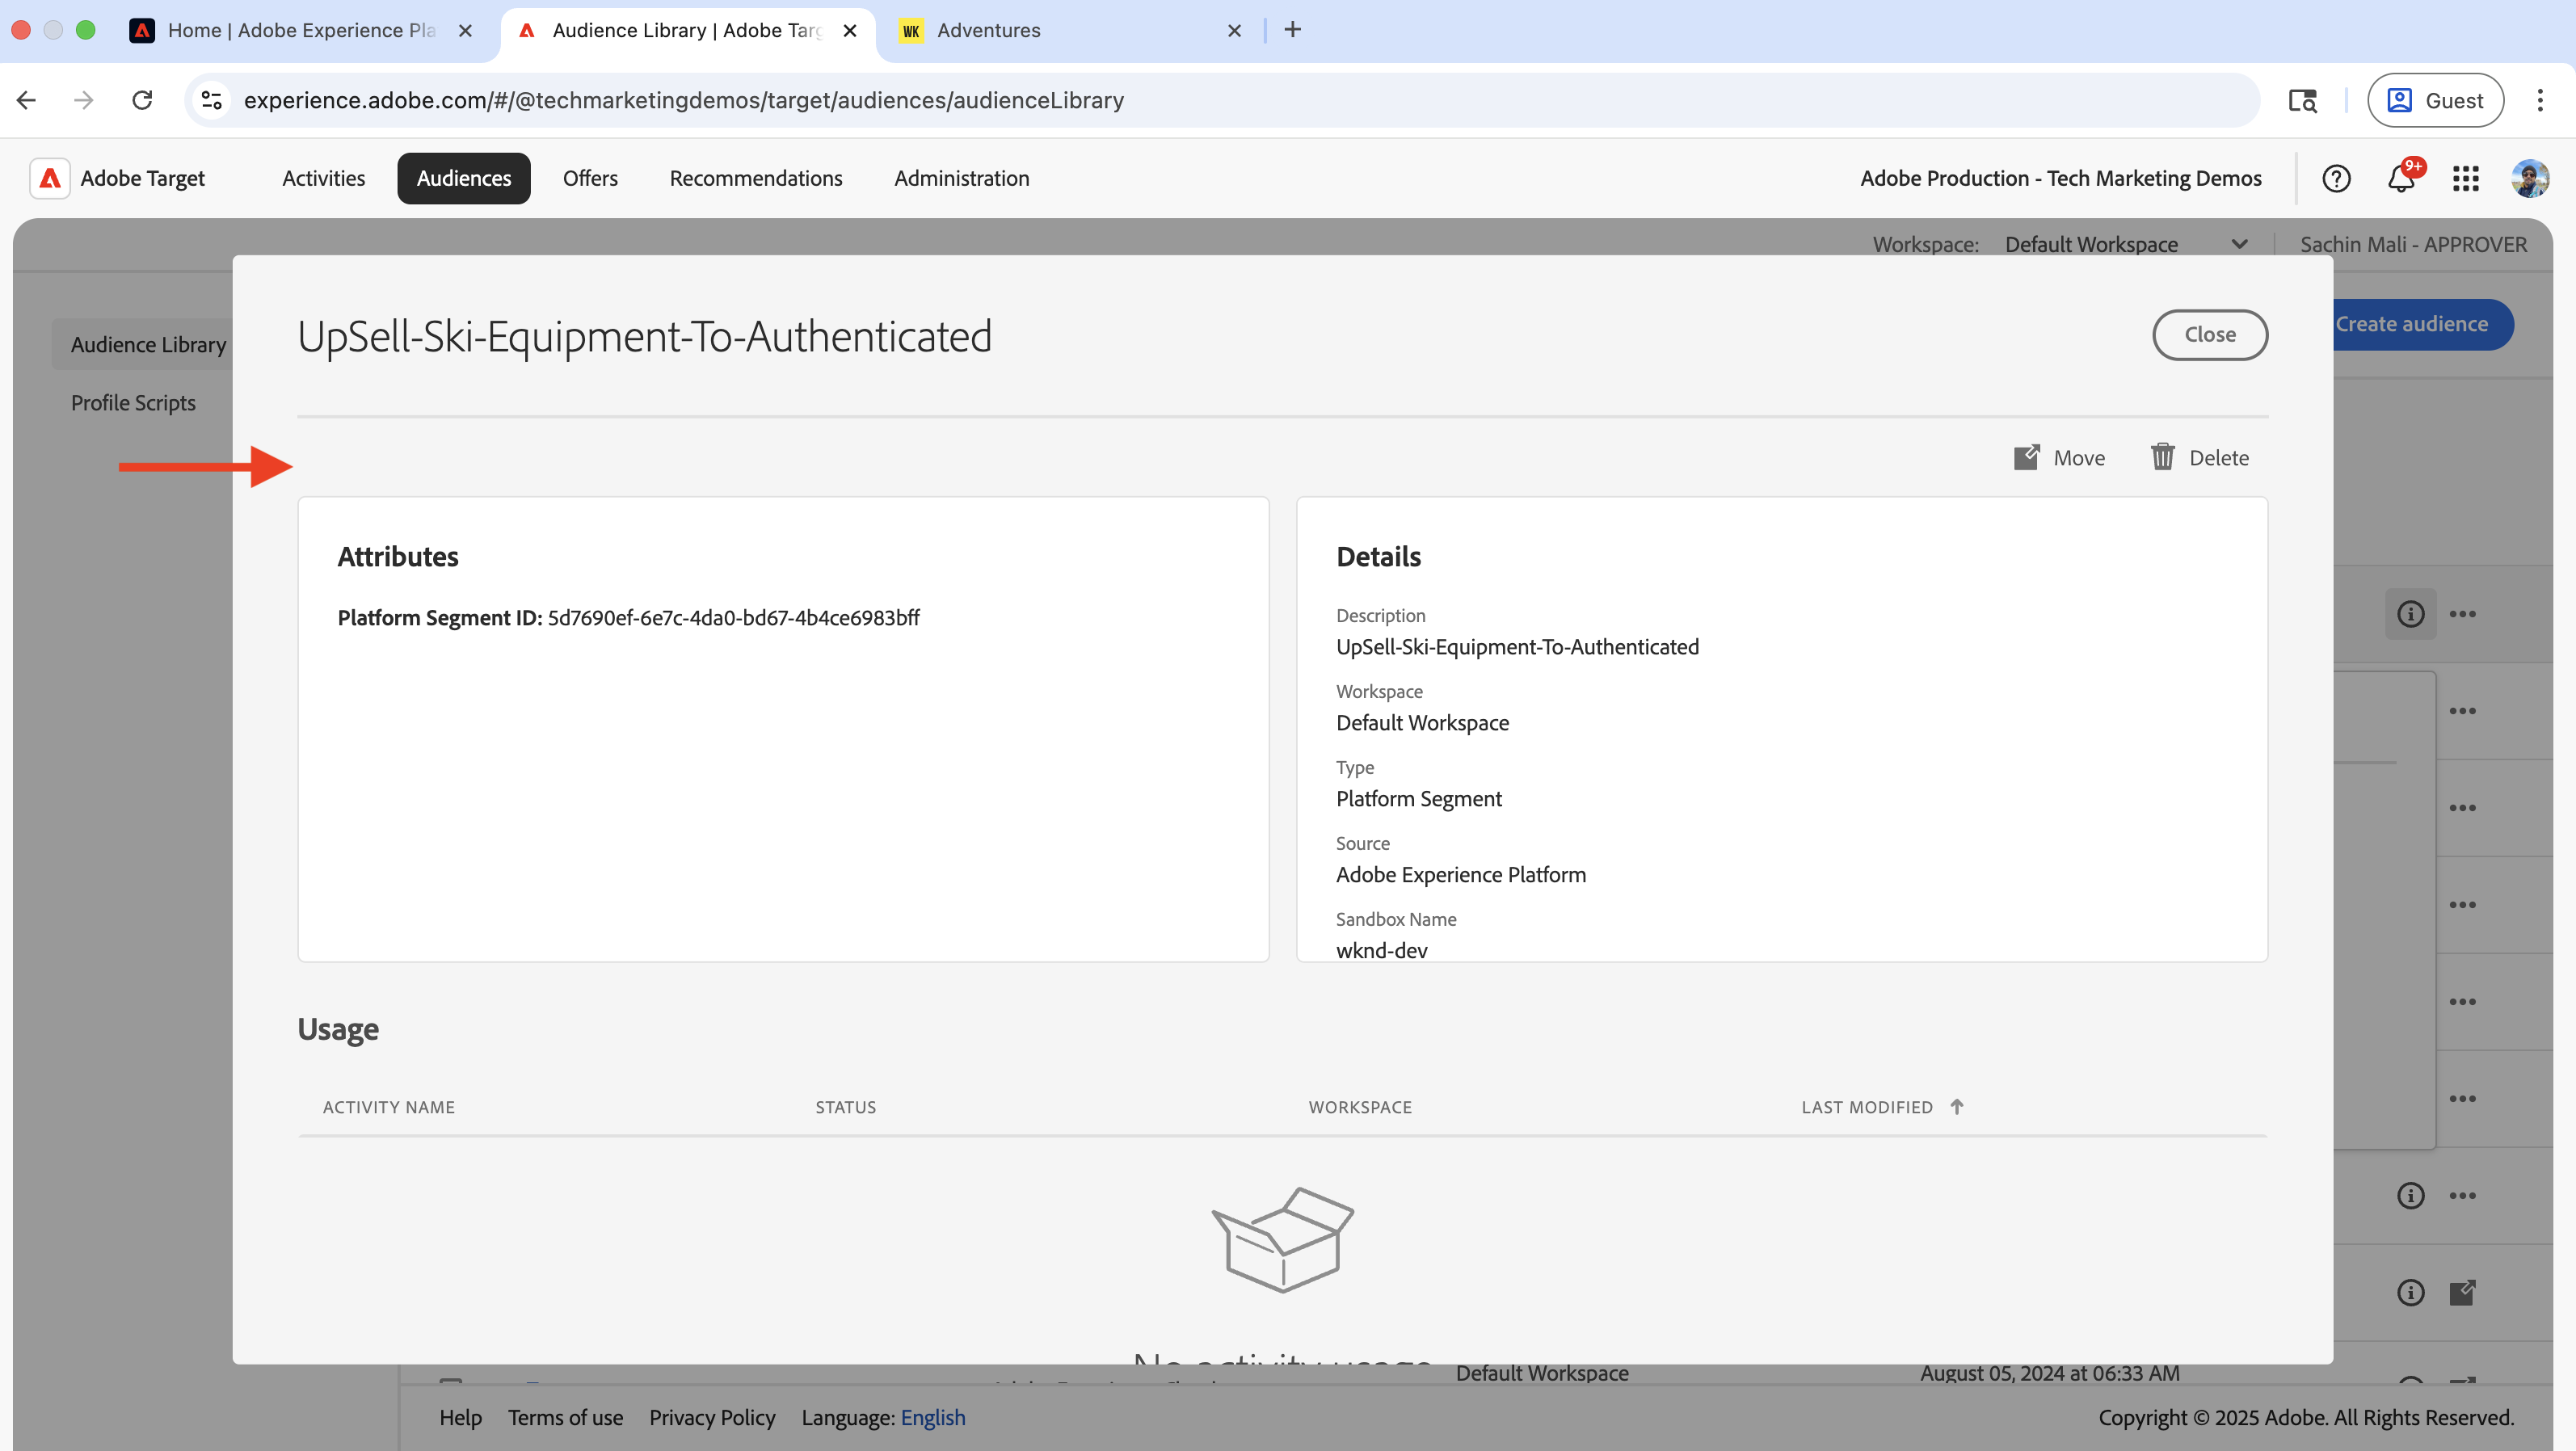 Home | Adobe Experience Pla
Audience Library | Adobe Targ
WK Adventures
experience.adobe.com/#/@techmarketingdemos/target/audiences/audienceLibrary
Guest
Adobe Target
Activities
Audiences
Offers
Recommendations
Administration
Adobe Production - Tech Marketing Demos
9+
Workspace: Default Workspace
Sachin Mali - APPROVER
Audience Library
Profile Scripts
Create audience
UpSell-Ski-Equipment-To-Authenticated
Close
Move
Delete
Attributes
Platform Segment ID: 5d7690ef-6e7c-4da0-bd67-4b4ce6983bff
Details
Description
UpSell-Ski-Equipment-To-Authenticated
Workspace
Default Workspace
Type
Platform Segment
Source
Adobe Experience Platform
Sandbox Name
wknd-dev
Usage
ACTIVITY NAME STATUS WORKSPACE LAST MODIFIED
No activity usage
Default Workspace
August 05, 2024 at 06:33 AM
Help Terms of use Privacy Policy Language: English
Copyright © 2025 Adobe. All Rights Reserved.